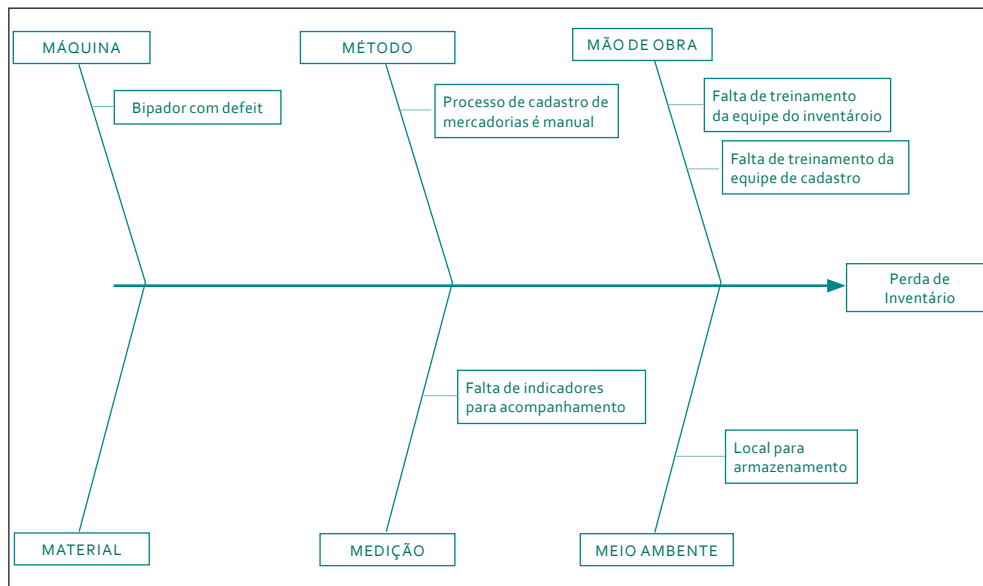 MÁQUINA
MÉTODO
MÃO DE OBRA
Bipador com defeit
Processo de cadastro de
mercadorias é manual
Falta de treinamento
da equipe do inventároio
Falta de treinamento da
equipe de cadastro
Perda de
Inventário
Falta de indicadores
para acompanhamento
Local para
armazenamento
MATERIAL
MEDIÇÃO
MEIO AMBENTE